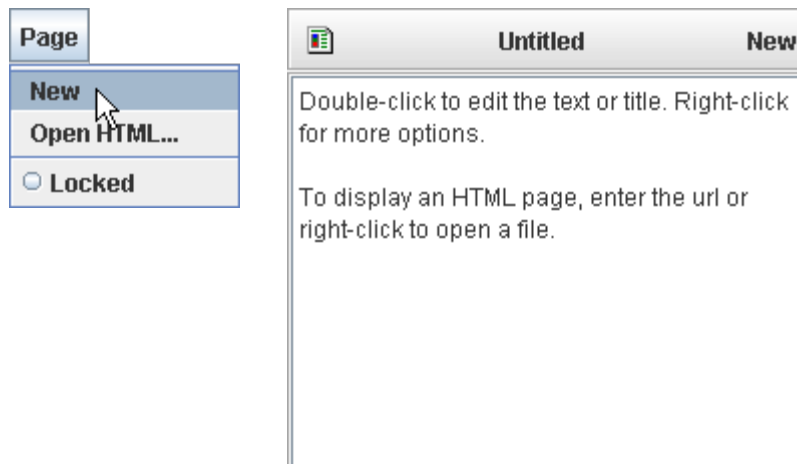 Page
New
Open HTML...
Locked
Untitled New
Double-click to edit the text or title. Right-click
for more options.
To display an HTML page, enter the url or
right-click to open a file.